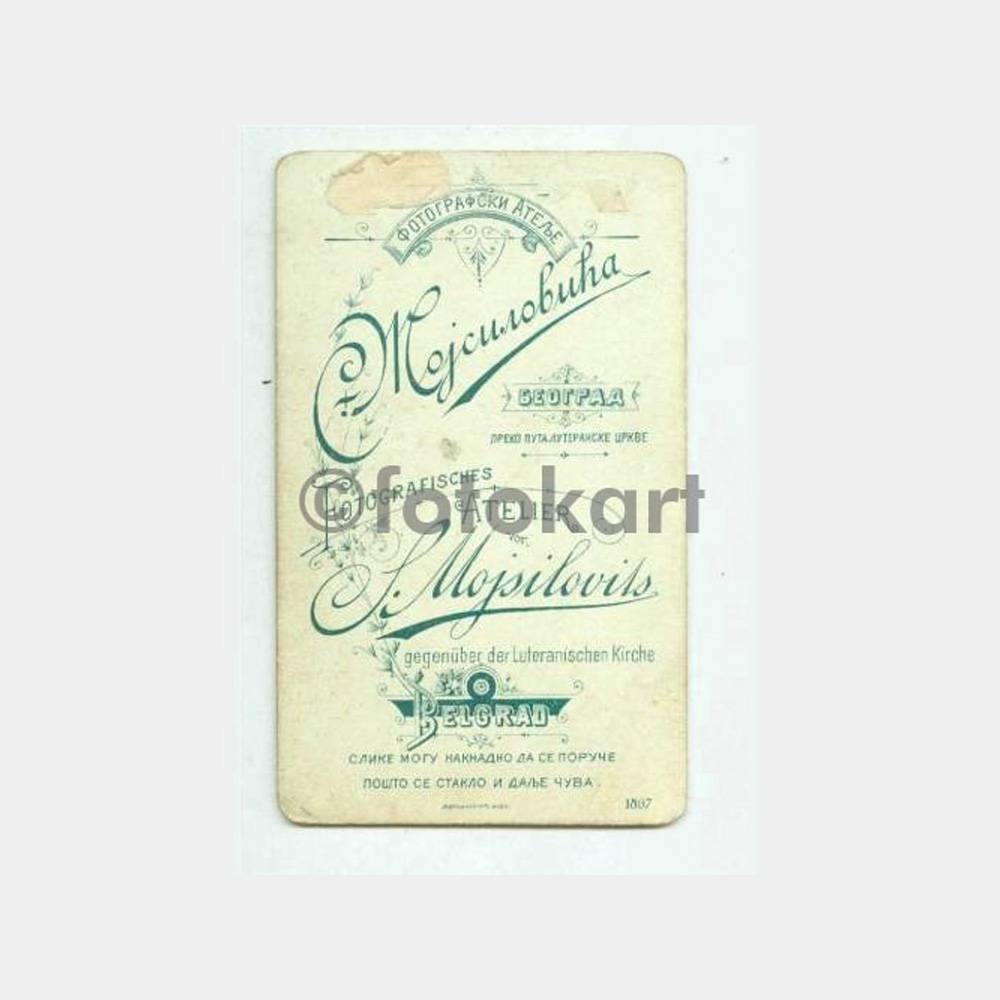 ФОТОГРАФСКИ АТЕЉЕ
С. Мојсиловића
БЕОГРАД
ПРЕКО ПУТА ЛУТЕРАНСКЕ ЦРКВЕ
FOTOGRAFISCHES
ATELIER
von
©fotokart
S. Mojsilovits
gegenüber der Luteranischen Kirche
BELGRAD
СЛИКЕ МОГУ НАКНАДНО ДА СЕ ПОРУЧЕ
ПОШТО СЕ СТАКЛО И ДАЉЕ ЧУВА.
1897